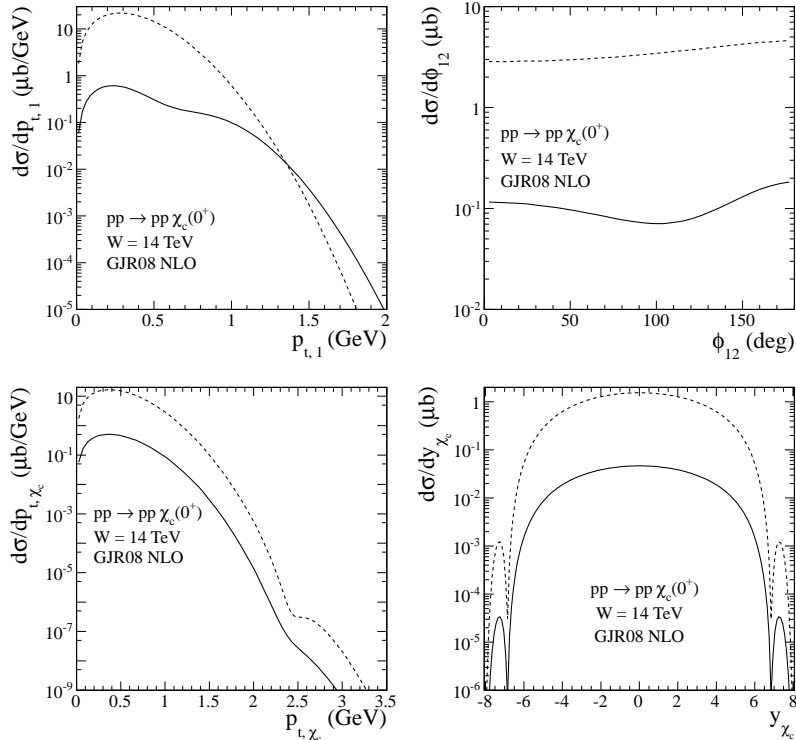 dσ/dp_{t, 1} (μb/GeV)
10
1
10^{-1}
10^{-2}
10^{-3}
10^{-4}
10^{-5}
pp → pp χ_c(0^+)
W = 14 TeV
GJR08 NLO
0 0.5 1 1.5 2
p_{t, 1} (GeV)
dσ/dϕ_{12} (μb)
10
1
10^{-1}
10^{-2}
pp → pp χ_c(0^+)
W = 14 TeV
GJR08 NLO
0 50 100 150
ϕ_{12} (deg)
dσ/dp_{t, χ_c} (μb/GeV)
10
10^{-1}
10^{-3}
10^{-5}
10^{-7}
10^{-9}
pp → pp χ_c(0^+)
W = 14 TeV
GJR08 NLO
0 0.5 1 1.5 2 2.5 3 3.5
p_{t, χ_c} (GeV)
dσ/dy_{χ_c} (μb)
1
10^{-1}
10^{-2}
10^{-3}
10^{-4}
10^{-5}
10^{-6}
pp → pp χ_c(0^+)
W = 14 TeV
GJR08 NLO
-8 -6 -4 -2 0 2 4 6 8
y_{χ_c}